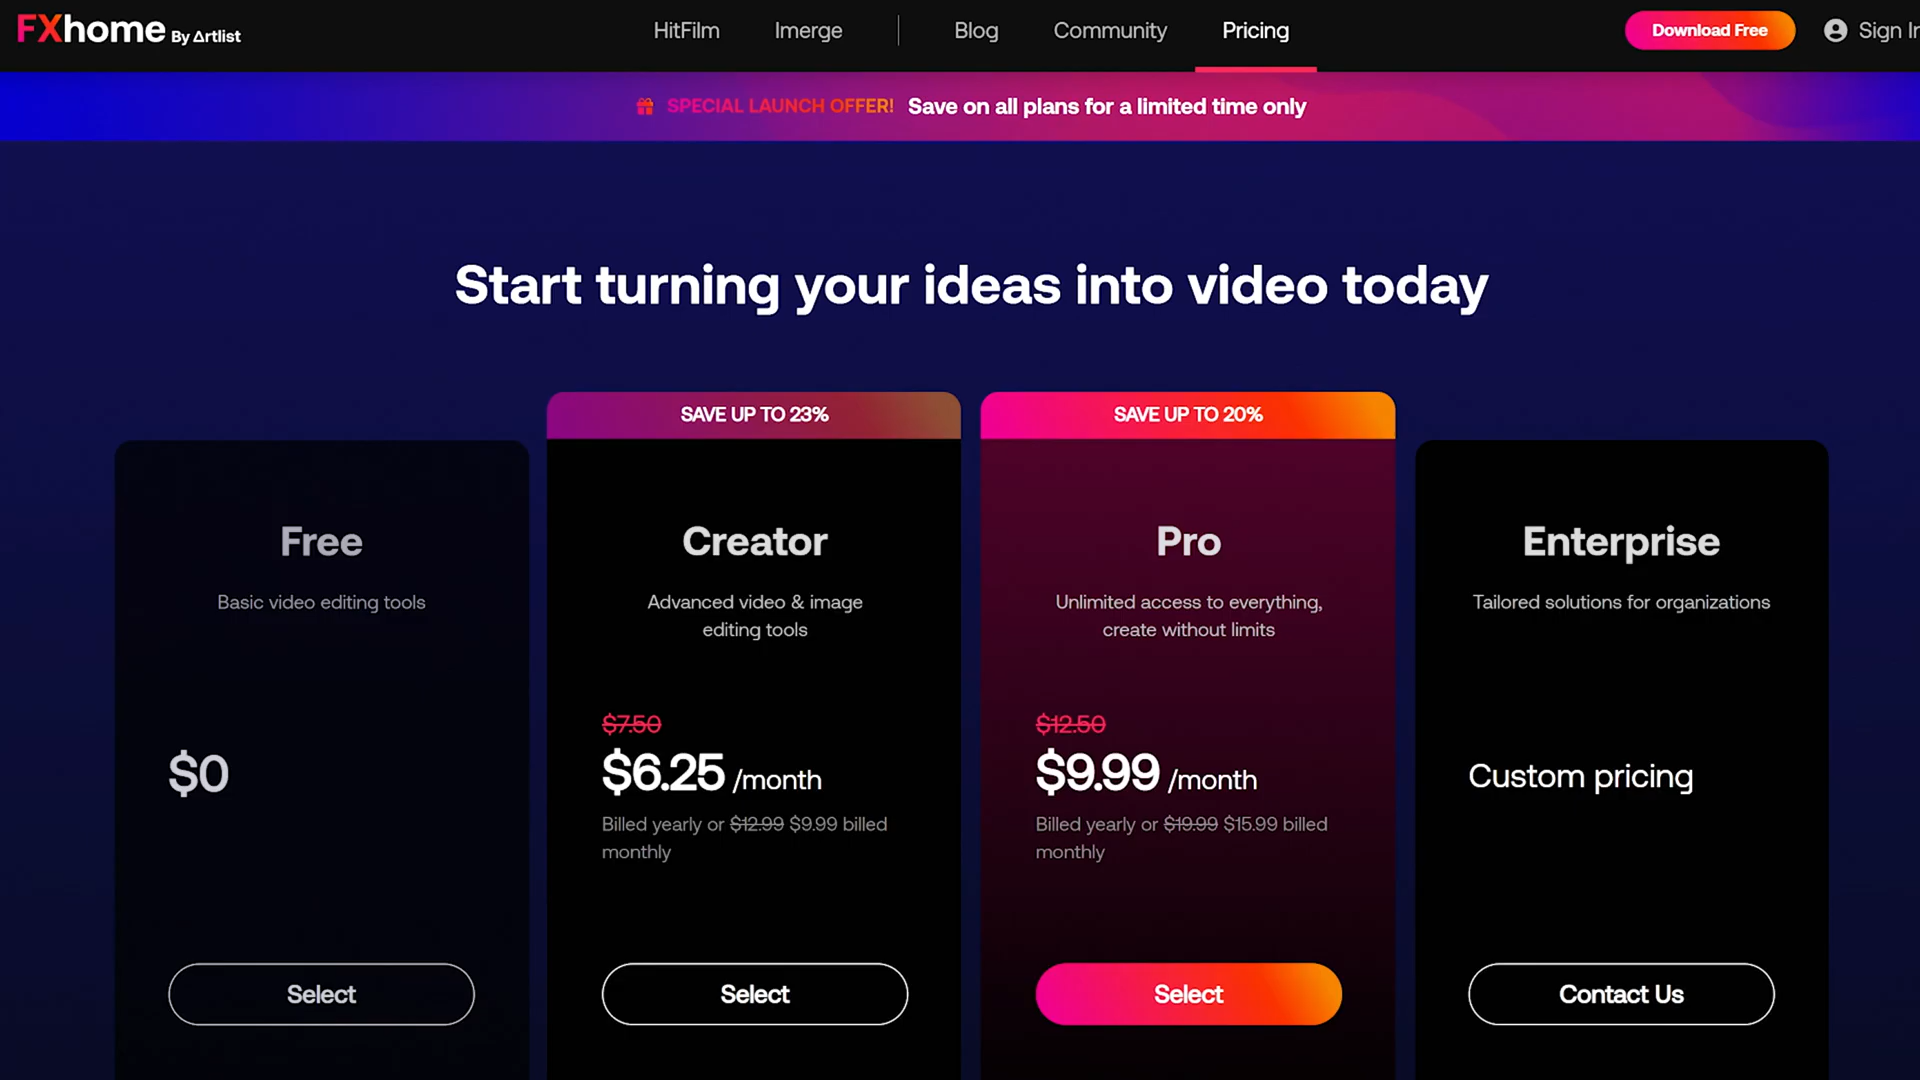 FXhome By Artlist
HitFilm
Imerge
Blog
Community
Pricing
Download Free
Sign In
SPECIAL LAUNCH OFFER! Save on all plans for a limited time only
Start turning your ideas into video today
Free
Basic video editing tools
$0
Select
SAVE UP TO 23%
Creator
Advanced video & image
editing tools
$7.50
$6.25 /month
Billed yearly or $12.99 $9.99 billed
monthly
Select
SAVE UP TO 20%
Pro
Unlimited access to everything,
create without limits
$12.50
$9.99 /month
Billed yearly or $19.99 $15.99 billed
monthly
Select
Enterprise
Tailored solutions for organizations
Custom pricing
Contact Us